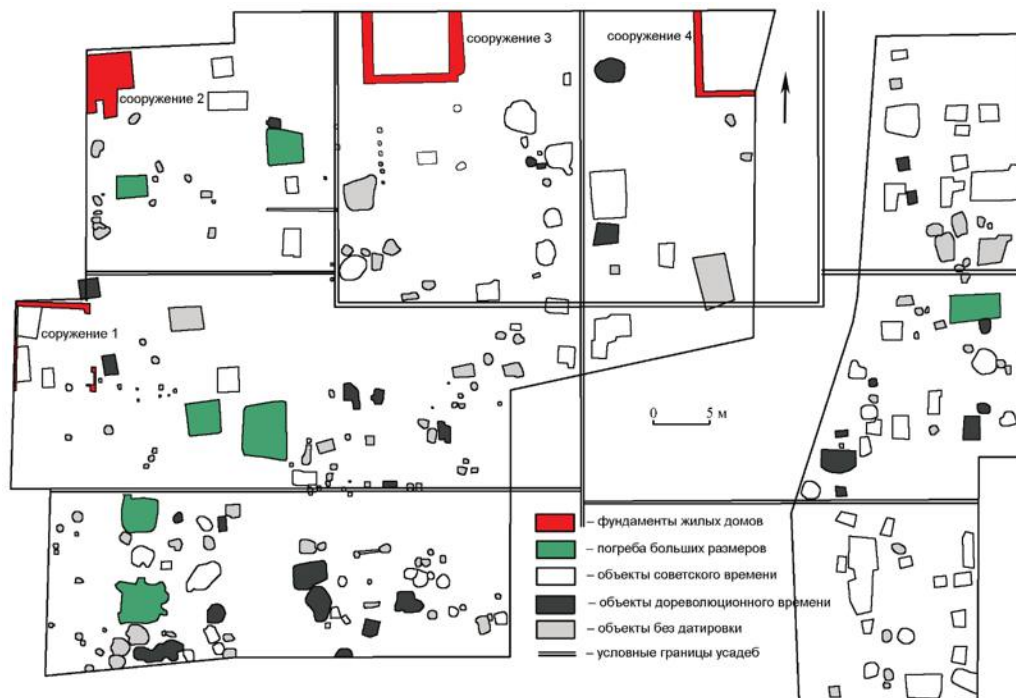 сооружение 3
сооружение 4
сооружение 2
соружение 1
0 5 м
– фундаменты жилых домов
– погреба больших размеров
– объекты советского времени
– объекты дореволюционного времени
– объекты без датировки
– условные границы усадеб